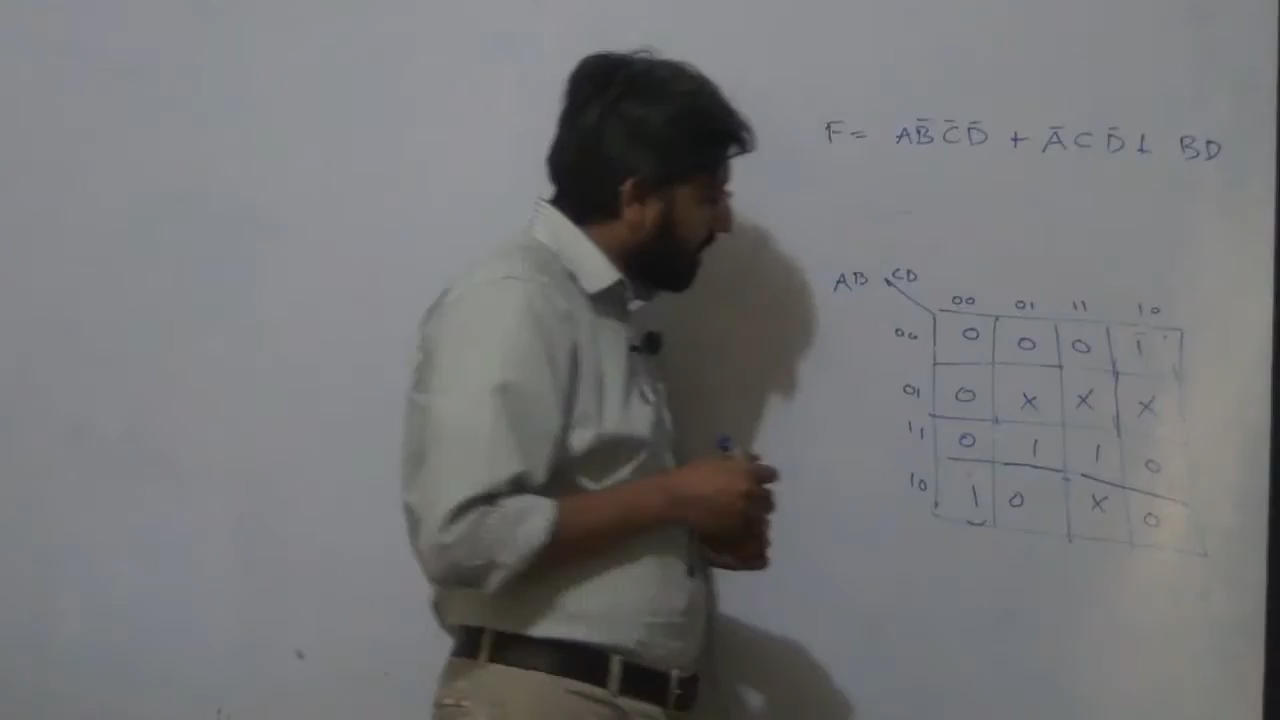 F = AB̄C̄D̄ + ĀCD̄ + BD
AB CD
00 01 11 10
00 0 0 0 1
01 0 X X X
11 0 1 1 0
10 1 0 X 0